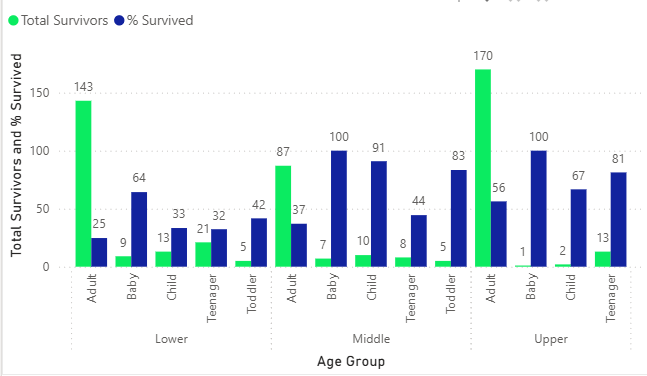 Total Survivors % Survived
Total Survivors and % Survived
150
100
50
0
143 25 9 64 13 33 21 32 5 42 87 37 7 100 10 91 8 44 5 83 170 56 1 100 2 67 13 81
Adult Baby Child Teenager Toddler Adult Baby Child Teenager Toddler Adult Baby Child Teenager
Lower Middle Upper
Age Group